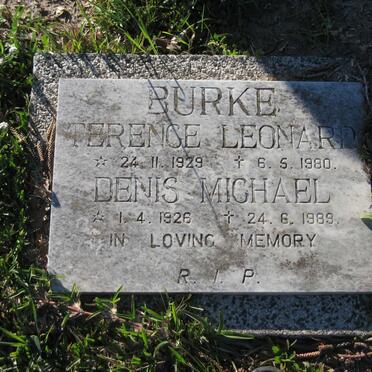 BURKE
TERENCE LEONARD
☆ 24.11.1929 ✝ 6.5.1980.
DENIS MICHAEL
☆ 1.4.1926 ✝ 24.6.1989.
IN LOVING MEMORY
R.I.P.